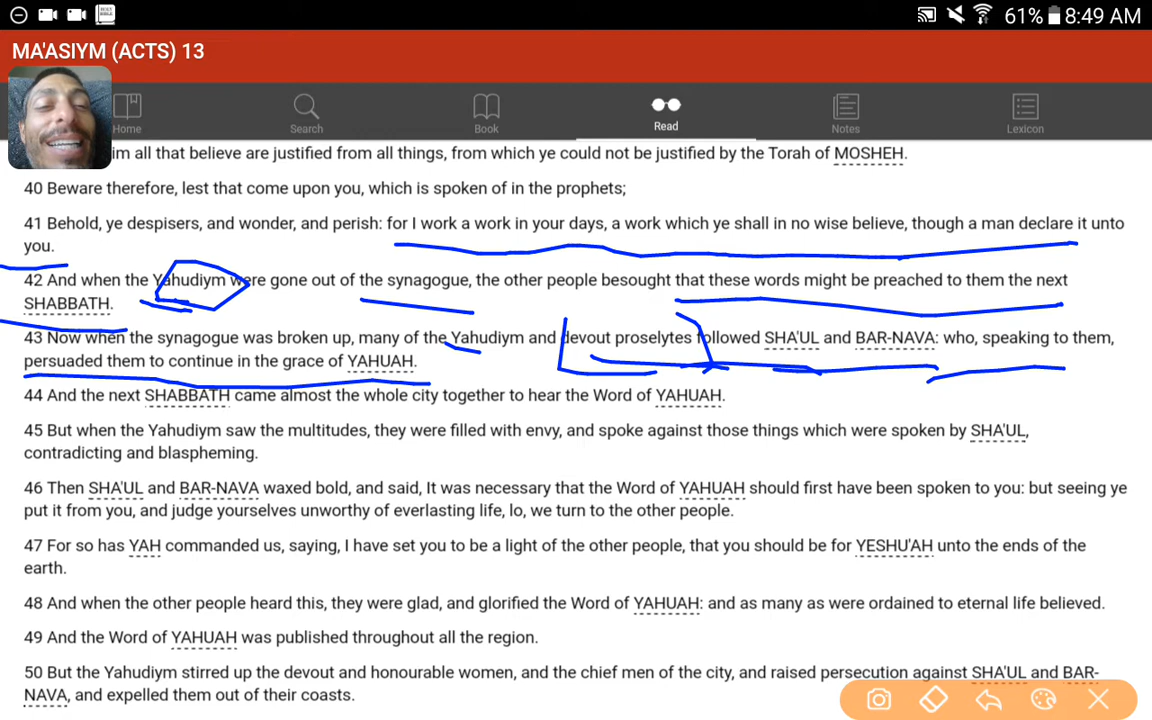 61% 8:49 AM
MA'ASIYM (ACTS) 13
Home Search Book Read Notes Lexicon
im all that believe are justified from all things, from which ye could not be justified by the Torah of MOSHEH.
40 Beware therefore, lest that come upon you, which is spoken of in the prophets;
41 Behold, ye despisers, and wonder, and perish: for I work a work in your days, a work which ye shall in no wise believe, though a man declare it unto
you.
42 And when the Yahudiym were gone out of the synagogue, the other people besought that these words might be preached to them the next
SHABBATH.
43 Now when the synagogue was broken up, many of the Yahudiym and devout proselytes followed SHA'UL and BAR-NAVA: who, speaking to them,
persuaded them to continue in the grace of YAHUAH.
44 And the next SHABBATH came almost the whole city together to hear the Word of YAHUAH.
45 But when the Yahudiym saw the multitudes, they were filled with envy, and spoke against those things which were spoken by SHA'UL,
contradicting and blaspheming.
46 Then SHA'UL and BAR-NAVA waxed bold, and said, It was necessary that the Word of YAHUAH should first have been spoken to you: but seeing ye
put it from you, and judge yourselves unworthy of everlasting life, lo, we turn to the other people.
47 For so has YAH commanded us, saying, I have set you to be a light of the other people, that you should be for YESHU'AH unto the ends of the
earth.
48 And when the other people heard this, they were glad, and glorified the Word of YAHUAH: and as many as were ordained to eternal life believed.
49 And the Word of YAHUAH was published throughout all the region.
50 But the Yahudiym stirred up the devout and honourable women, and the chief men of the city, and raised persecution against SHA'UL and BAR-
NAVA, and expelled them out of their coasts.